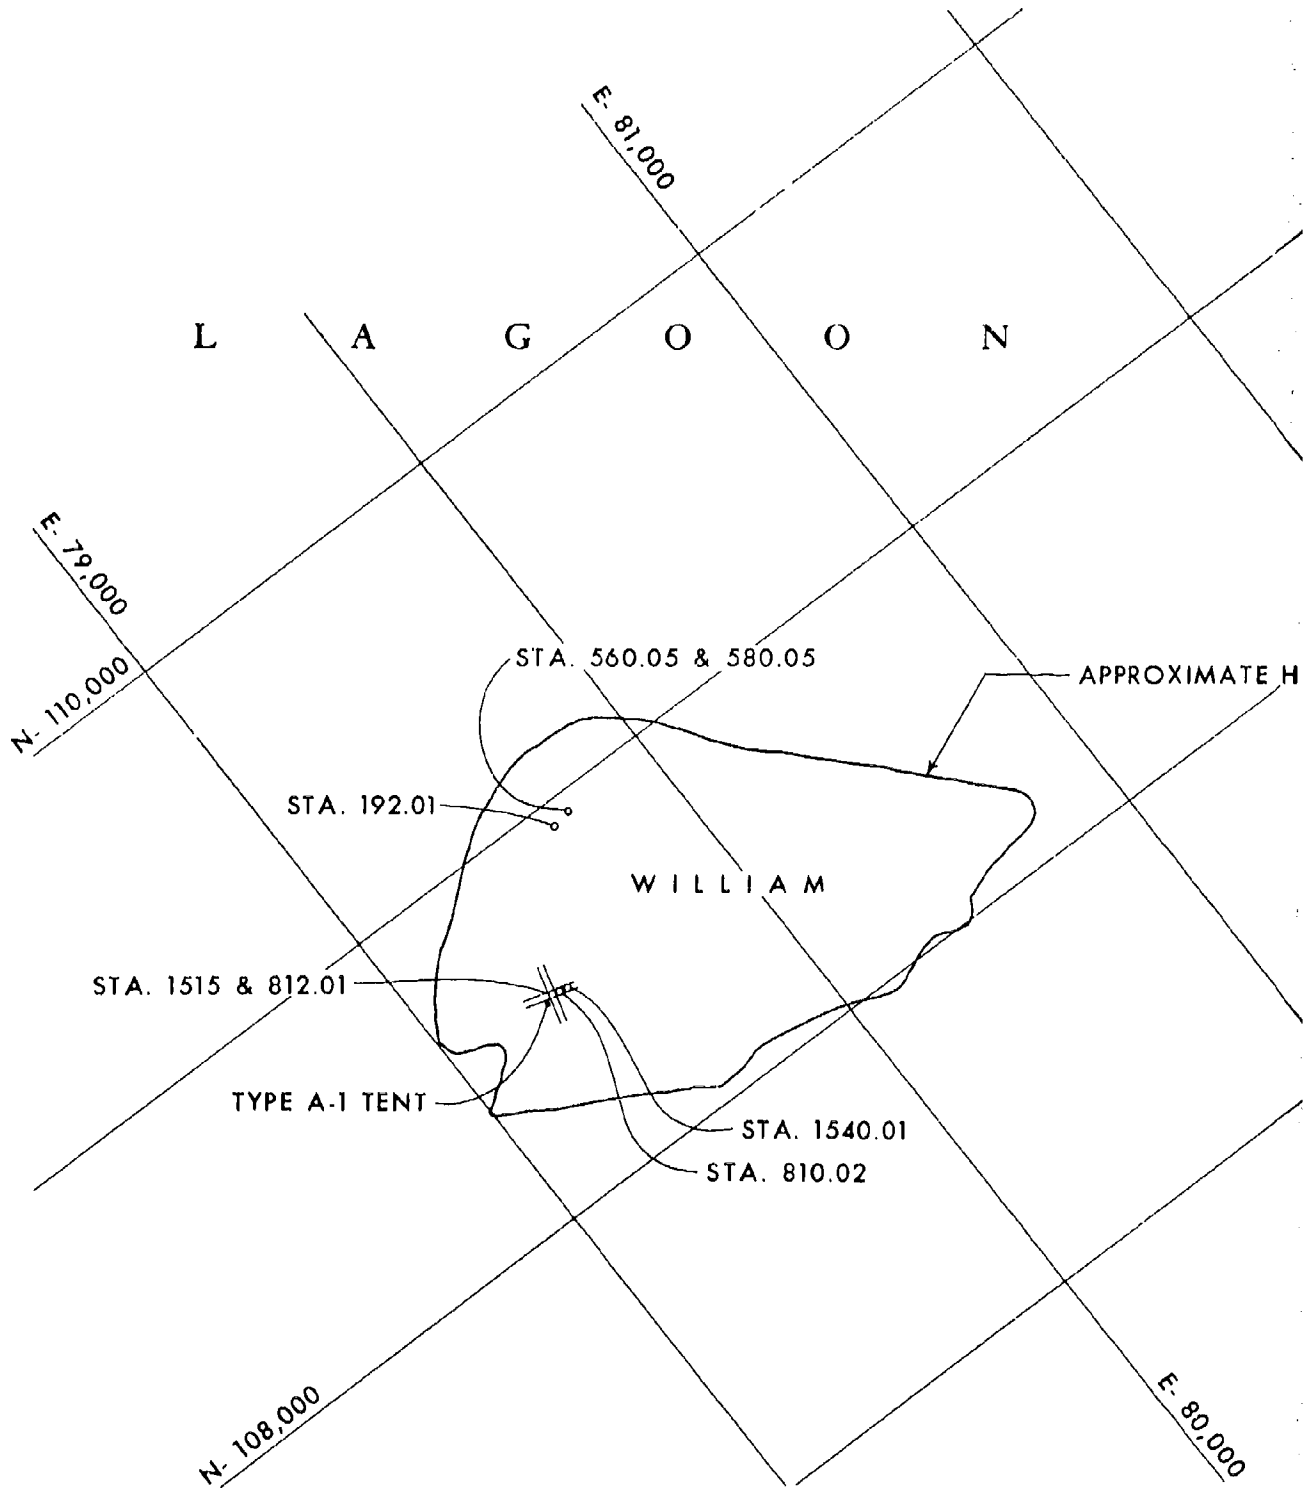 E- 81,000
L A G O O N
E- 79,000
N- 110,000
STA. 560.05 & 580.05
APPROXIMATE H
STA. 192.01
WILLIAM
STA. 1515 & 812.01
TYPE A-1 TENT
STA. 1540.01
STA. 810.02
N- 108,000
E- 80,000